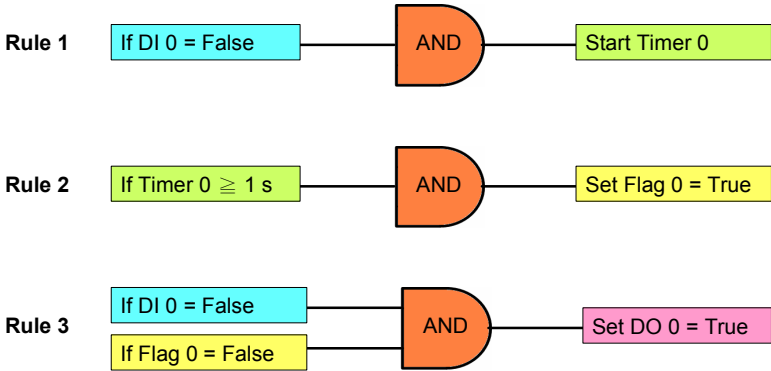 Rule 1
If DI 0 = False
AND
Start Timer 0
Rule 2
If Timer 0 ≧ 1 s
AND
Set Flag 0 = True
Rule 3
If DI 0 = False
If Flag 0 = False
AND
Set DO 0 = True